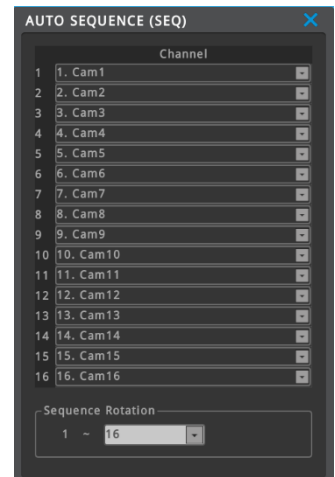 AUTO SEQUENCE (SEQ)
Channel
1 1. Cam1
2 2. Cam2
3 3. Cam3
4 4. Cam4
5 5. Cam5
6 6. Cam6
7 7. Cam7
8 8. Cam8
9 9. Cam9
10 10. Cam10
11 11. Cam11
12 12. Cam12
13 13. Cam13
14 14. Cam14
15 15. Cam15
16 16. Cam16
Sequence Rotation
1 ~ 16